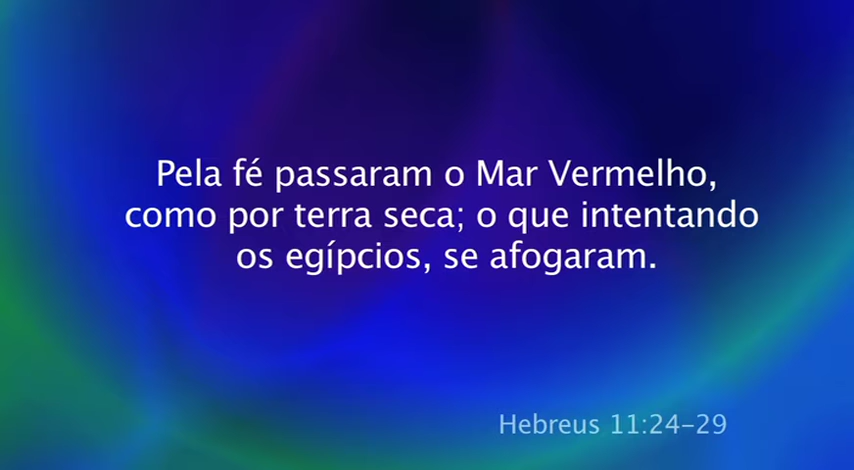 Pela fé passaram o Mar Vermelho,
como por terra seca; o que intentando
os egípcios, se afogaram.
Hebreus 11:24-29